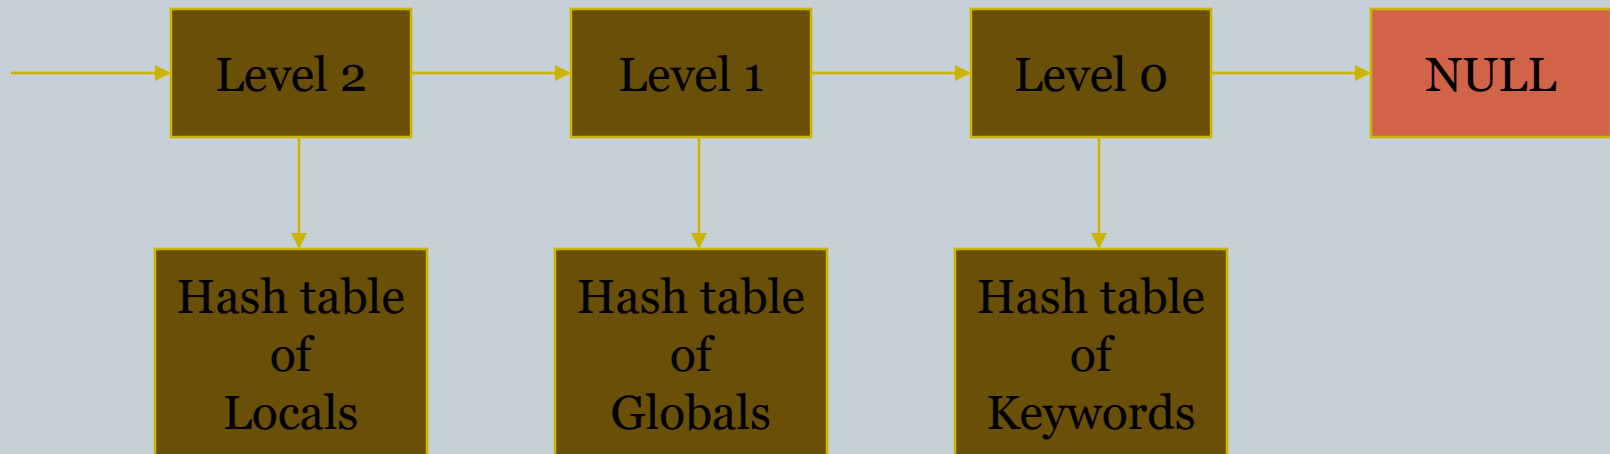 Level 2
Level 1
Level 0
NULL
Hash table
of
Locals
Hash table
of
Globals
Hash table
of
Keywords